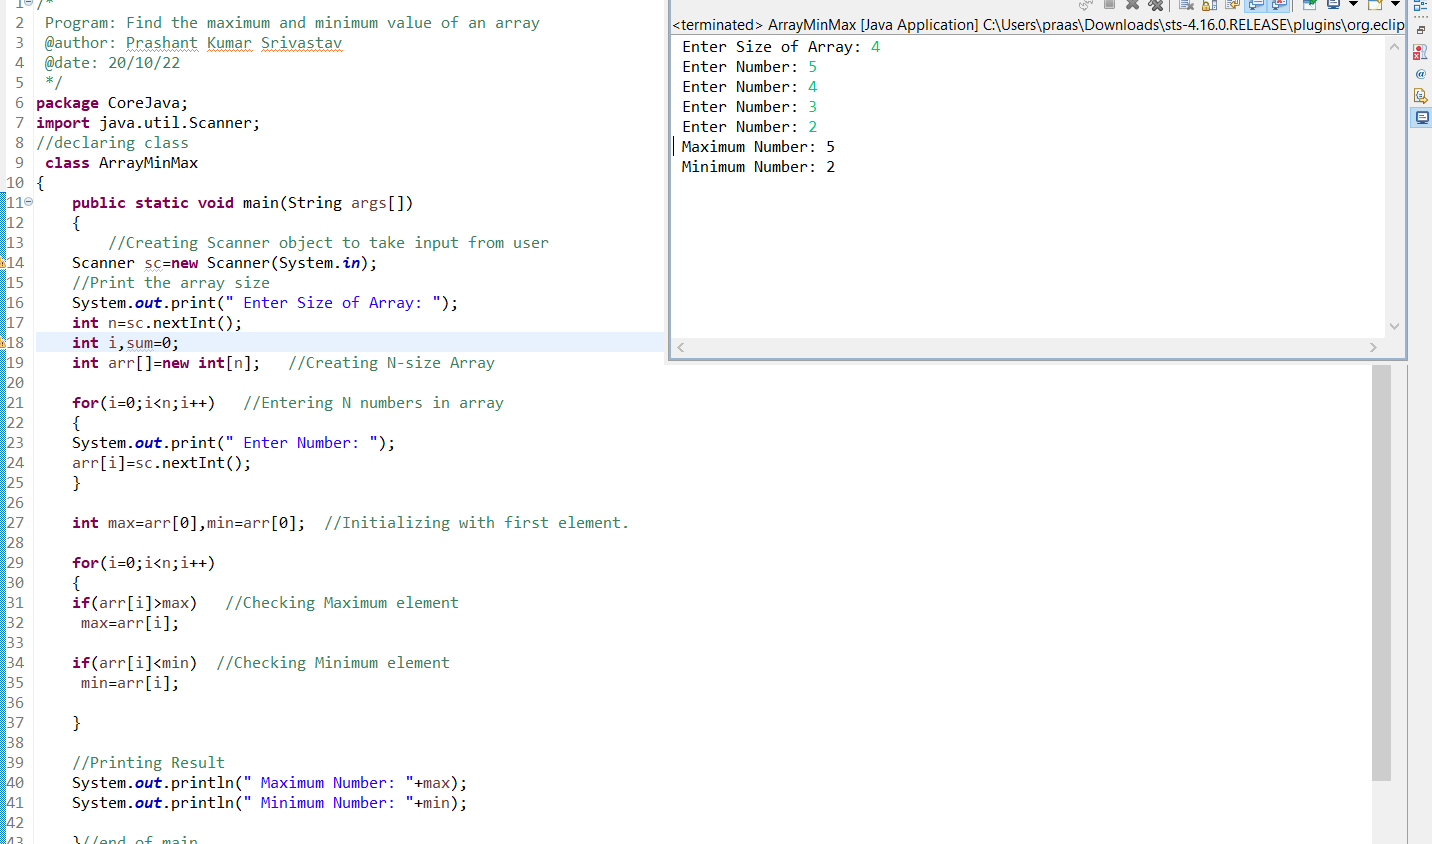 1 /*
2 Program: Find the maximum and minimum value of an array
3 @author: Prashant Kumar Srivastav
4 @date: 20/10/22
5 */
6 package CoreJava;
7 import java.util.Scanner;
8 //declaring class
9 class ArrayMinMax
10 {
11 public static void main(String args[])
12 {
13 //Creating Scanner object to take input from user
14 Scanner sc=new Scanner(System.in);
15 //Print the array size
16 System.out.print(" Enter Size of Array: ");
17 int n=sc.nextInt();
18 int i,sum=0;
19 int arr[]=new int[n];   //Creating N-size Array
20
21 for(i=0;i<n;i++)   //Entering N numbers in array
22 {
23 System.out.print(" Enter Number: ");
24 arr[i]=sc.nextInt();
25 }
26
27 int max=arr[0],min=arr[0];  //Initializing with first element.
28
29 for(i=0;i<n;i++)
30 {
31 if(arr[i]>max)   //Checking Maximum element
32 max=arr[i];
33
34 if(arr[i]<min)  //Checking Minimum element
35 min=arr[i];
36
37 }
38
39 //Printing Result
40 System.out.println(" Maximum Number: "+max);
41 System.out.println(" Minimum Number: "+min);
42
43 }//end of main
<terminated> ArrayMinMax [Java Application] C:\Users\praas\Downloads\sts-4.16.0.RELEASE\plugins\org.eclip
Enter Size of Array: 4
Enter Number: 5
Enter Number: 4
Enter Number: 3
Enter Number: 2
Maximum Number: 5
Minimum Number: 2